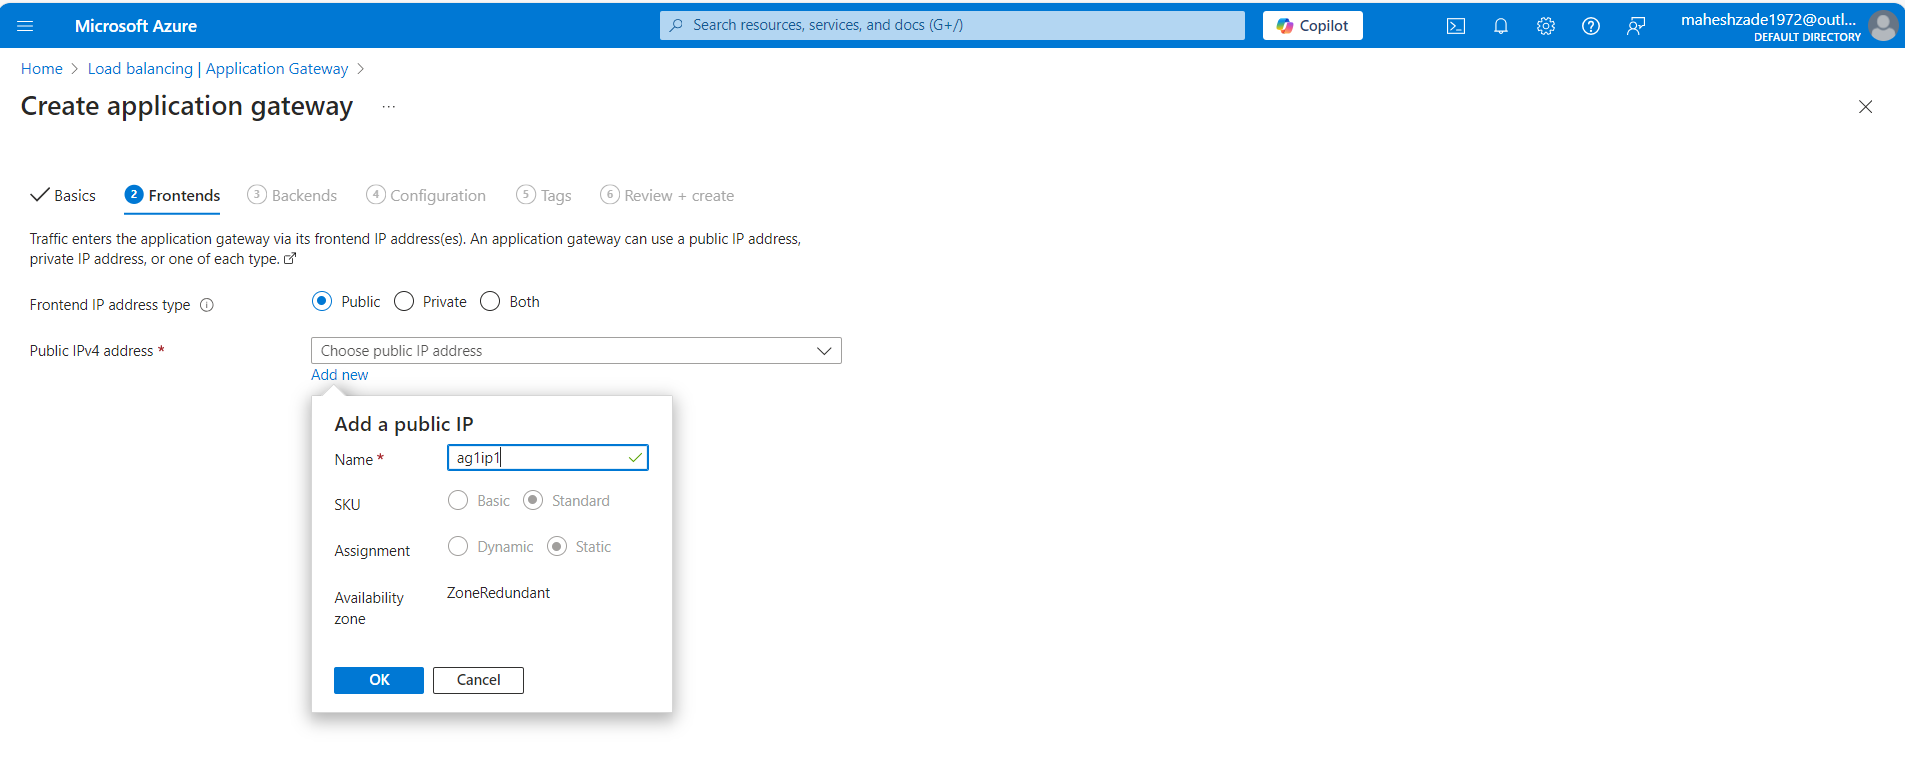 Microsoft Azure
Search resources, services, and docs (G+/)
Copilot
maheshzade1972@outl...
DEFAULT DIRECTORY
Home > Load balancing | Application Gateway >
Create application gateway ...
Basics
2 Frontends
3 Backends
4 Configuration
5 Tags
6 Review + create
Traffic enters the application gateway via its frontend IP address(es). An application gateway can use a public IP address,
private IP address, or one of each type.
Frontend IP address type
Public Private Both
Public IPv4 address *
Choose public IP address
Add new
Add a public IP
Name *
ag1ip1
SKU
Basic Standard
Assignment
Dynamic Static
Availability
zone
ZoneRedundant
OK
Cancel